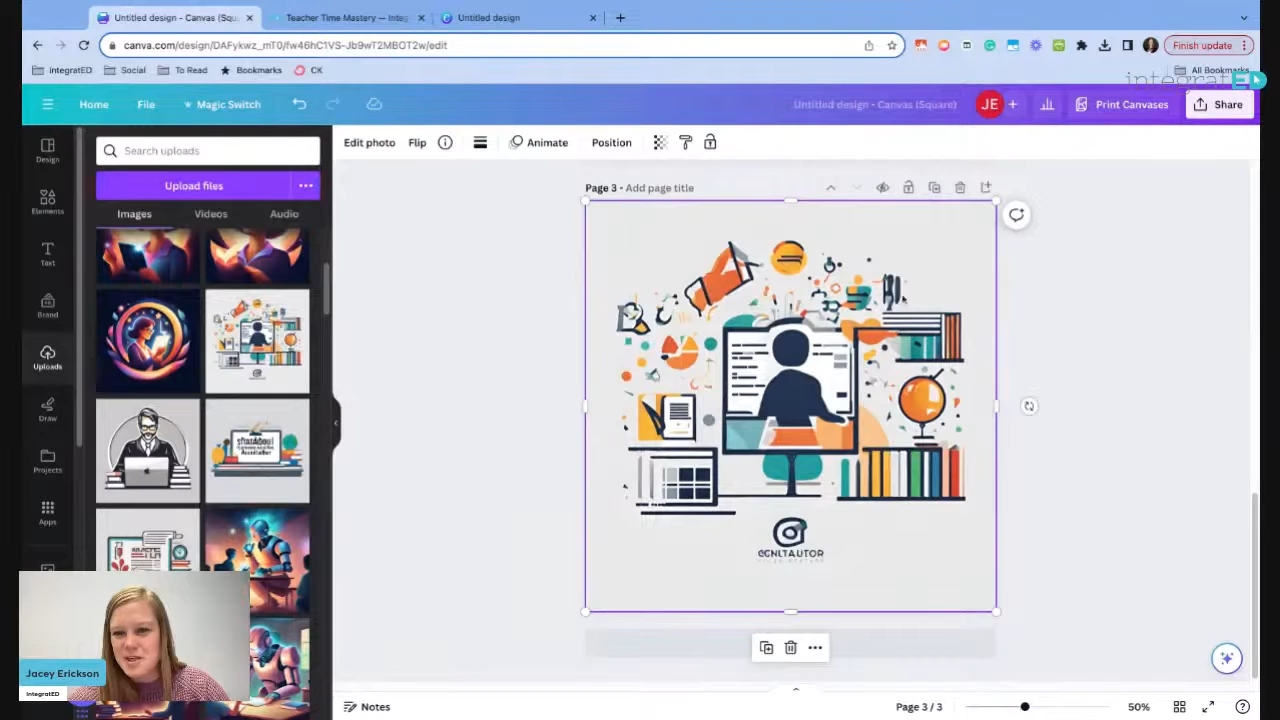 Untitled design - Canvas (Squ
Teacher Time Mastery — Integ
Untitled design
canva.com/design/DAFykwz_mT0/fw46hC1VS-Jb9wT2MBOT2w/edit
Finish update
IntegratED
Social
To Read
Bookmarks
CK
All Bookmarks
integratED
Home
File
Magic Switch
Untitled design - Canvas (Square)
JE
Print Canvases
Share
Design
Elements
Text
Brand
Uploads
Draw
Projects
Apps
Search uploads
Upload files
Images
Videos
Audio
Edit photo
Flip
Animate
Position
Page 3 - Add page title
Jacey Erickson
IntegratED
Notes
Page 3 / 3
50%